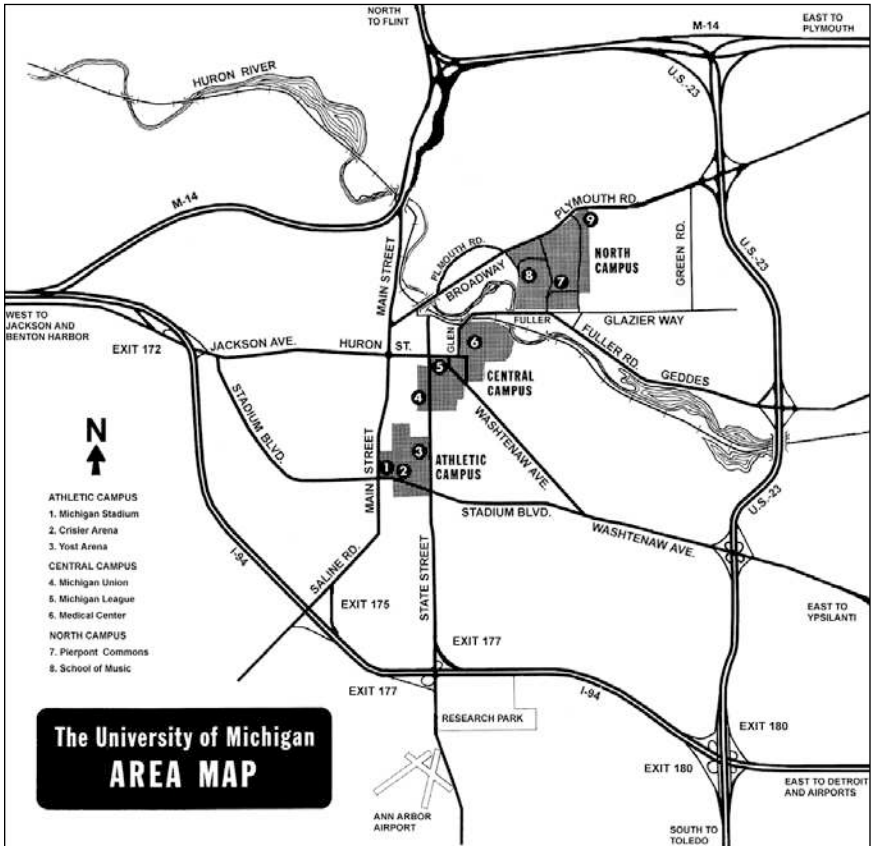 NORTH
TO FLINT
M-14
EAST TO
PLYMOUTH
HURON RIVER
U.S.-23
M-14
PLYMOUTH RD.
9
MAIN STREET
PLMOUTH RD.
BROADWAY
8
7
NORTH
CAMPUS
GREEN RD.
U.S.-23
WEST TO
JACKSON AND
BENTON HARBOR
EXIT 172
JACKSON AVE.
HURON ST.
GLEN
6
FULLER
GLAZIER WAY
FULLER RD.
GEDDES
5
4
CENTRAL
CAMPUS
STADIUM BLVD.
WASHTENAW AVE.
N
MAIN STREET
1
2
3
ATHLETIC
CAMPUS
STADIUM BLVD.
WASHTENAW AVE.
U.S.-23
ATHLETIC CAMPUS
1. Michigan Stadium
2. Crisler Arena
3. Yost Arena
CENTRAL CAMPUS
4. Michigan Union
5. Michigan League
6. Medical Center
NORTH CAMPUS
7. Pierpont Commons
8. School of Music
I-94
SALINE RD.
STATE STREET
EXIT 175
EAST TO
YPSILANTI
EXIT 177
EXIT 177
I-94
RESEARCH PARK
EXIT 180
EXIT 180
EAST TO DETROIT
AND AIRPORTS
The University of Michigan
AREA MAP
ANN ARBOR
AIRPORT
SOUTH TO
TOLEDO